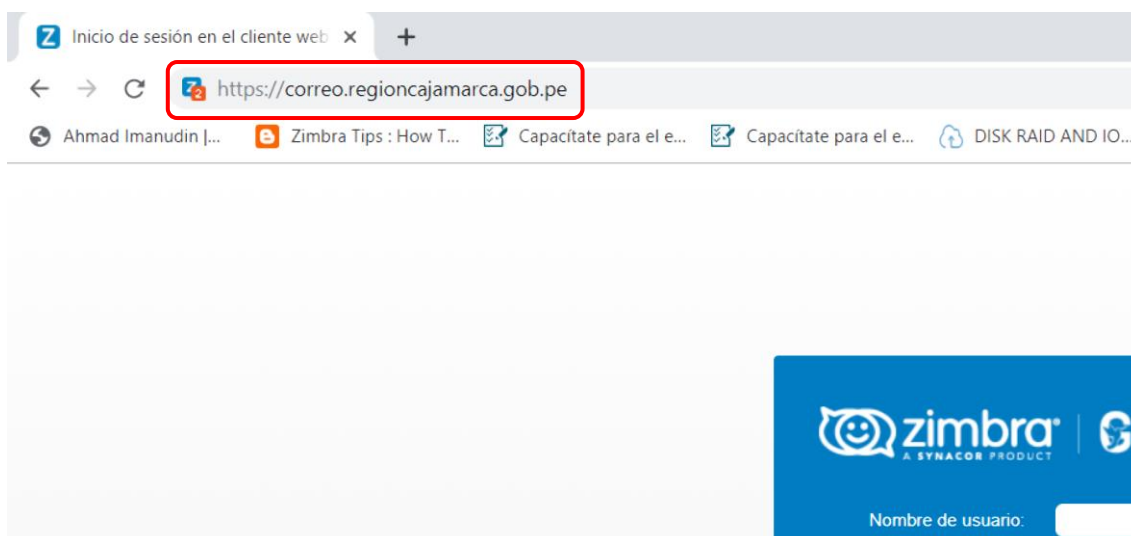 Inicio de sesión en el cliente web
https://correo.regioncajamarca.gob.pe
Ahmad Imanudin |... Zimbra Tips : How T... Capacítate para el e... Capacítate para el e... DISK RAID AND IO...
zimbra
A SYNACOR PRODUCT
Nombre de usuario: